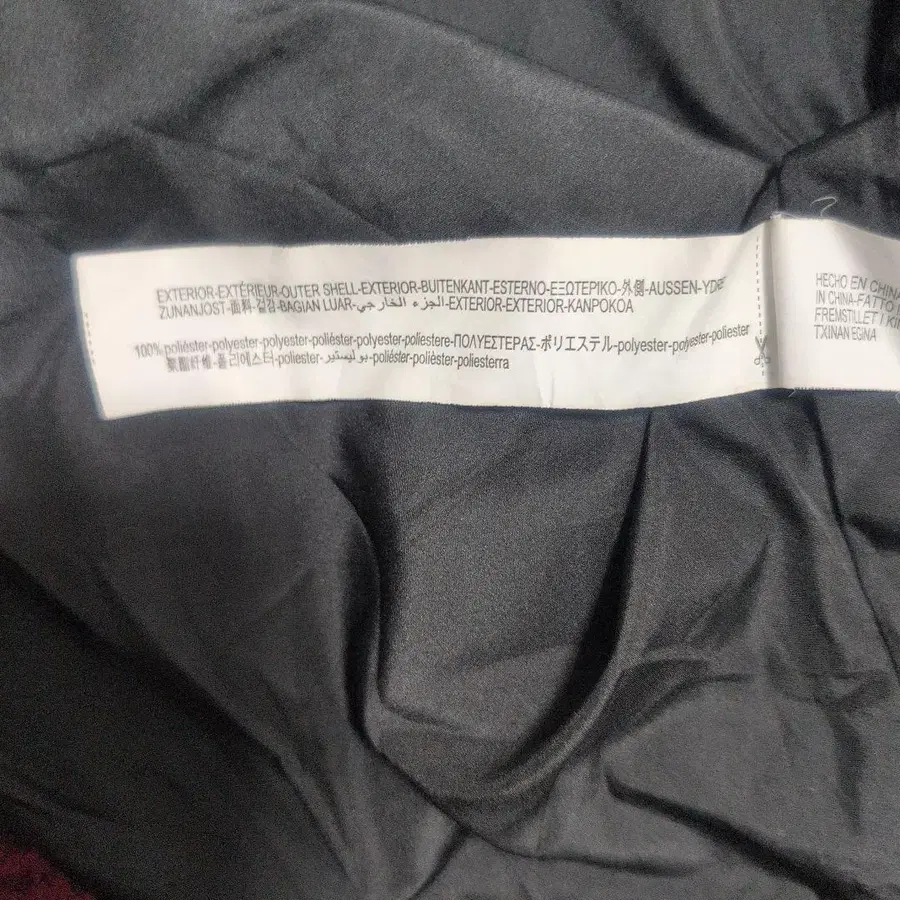 EXTERIOR-EXTÉRIEUR-OUTER SHELL-EXTERIOR-BUITENKANT-ESTERNO-ΕΞΩΤΕΡΙΚΟ-外側-AUSSEN-YDRE
ZUNANJOST-面料-겉감-BAGIAN LUAR-الجزء الخارجي-EXTERIOR-EXTERIOR-KANPOKOA
100% poliéster-polyester-polyester-poliéster-polyester-poliestere-ΠΟΛΥΕΣΤΕΡΑΣ-ポリエステル-polyester-polyester-poliester
聚酯纤维-폴리에스터-poliester-بوليستير-poliéster-polièster-poliesterra
HECHO EN CHINA
IN CHINA-FATTO
FREMSTILLET I
TXINAN EGINA